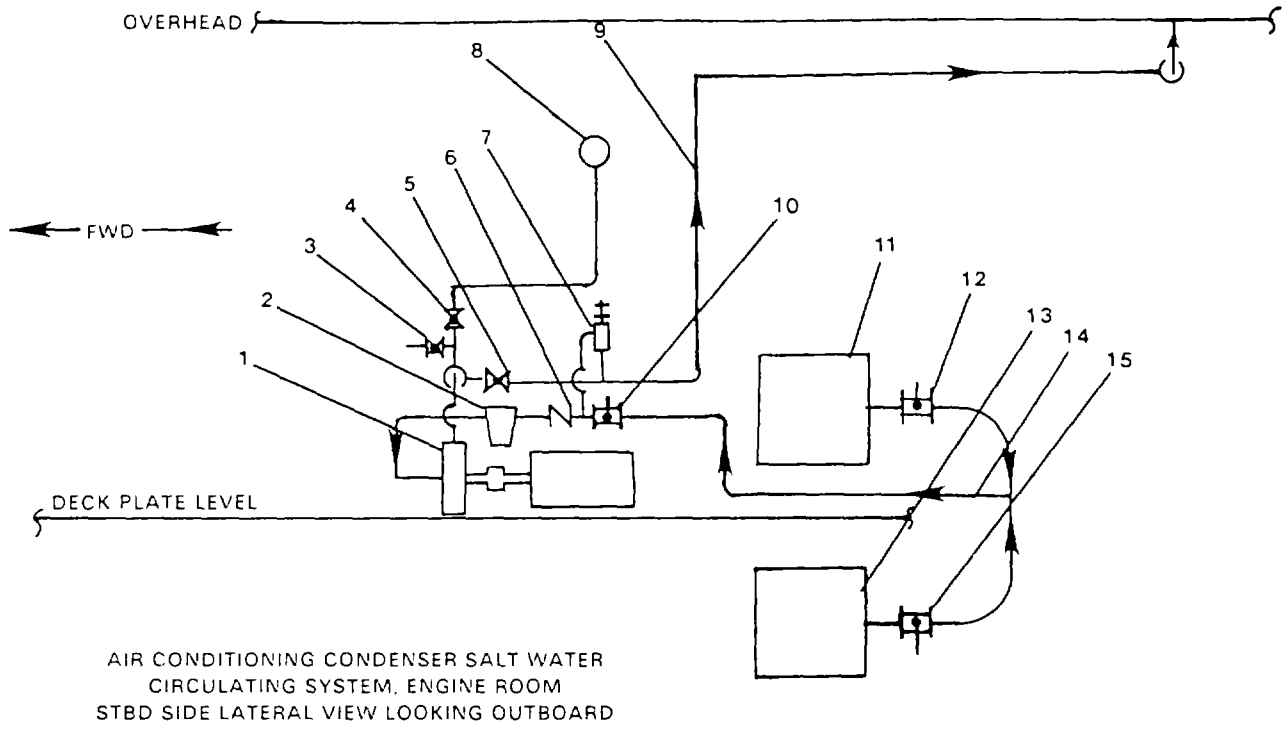 OVERHEAD
9
8
7
6
5
10
4
FWD
3
11
12
2
13
14
1
15
DECK PLATE LEVEL
AIR CONDITIONING CONDENSER SALT WATER
CIRCULATING SYSTEM, ENGINE ROOM
STBD SIDE LATERAL VIEW LOOKING OUTBOARD